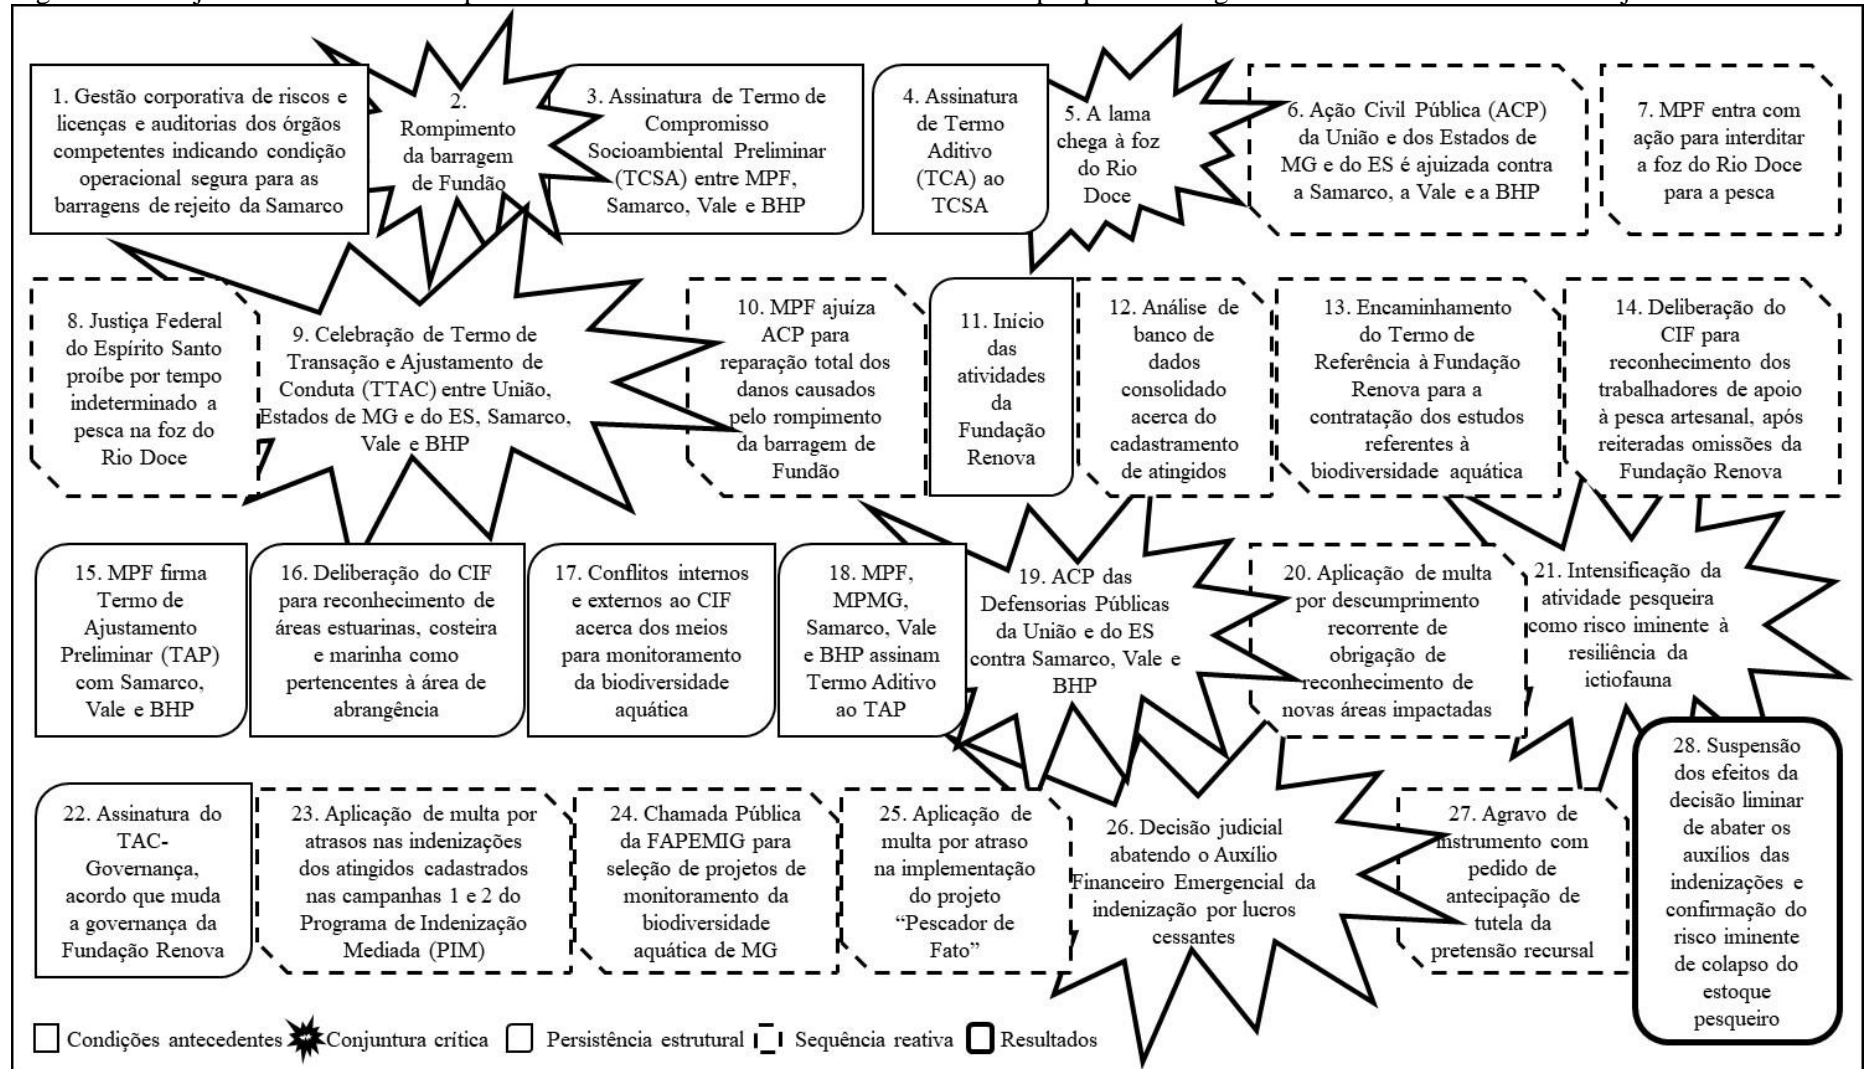 1. Gestão corporativa de riscos e
licenças e auditorias dos órgãos
competentes indicando condição
operacional segura para as
barragens de rejeito da Samarco
2.
Rompimento
da barragem
de Fundão
3. Assinatura de Termo de
Compromisso
Socioambiental Preliminar
(TCSA) entre MPF,
Samarco, Vale e BHP
4. Assinatura
de Termo
Aditivo
(TCA) ao
TCSA
5. A lama
chega à foz
do Rio
Doce
6. Ação Civil Pública (ACP)
da União e dos Estados de
MG e do ES é ajuizada contra
a Samarco, a Vale e a BHP
7. MPF entra com
ação para interditar
a foz do Rio Doce
para a pesca
8. Justiça Federal
do Espírito Santo
proíbe por tempo
indeterminado a
pesca na foz do
Rio Doce
9. Celebração de Termo de
Transação e Ajustamento de
Conduta (TTAC) entre União,
Estados de MG e do ES, Samarco,
Vale e BHP
10. MPF ajuíza
ACP para
reparação total dos
danos causados
pelo rompimento
da barragem de
Fundão
11. Início
das
atividades
da
Fundação
Renova
12. Análise de
banco de
dados
consolidado
acerca do
cadastramento
de atingidos
13. Encaminhamento
do Termo de
Referência à Fundação
Renova para a
contratação dos estudos
referentes à
biodiversidade aquática
14. Deliberação do
CIF para
reconhecimento dos
trabalhadores de apoio
à pesca artesanal, após
reiteradas omissões da
Fundação Renova
15. MPF firma
Termo de
Ajustamento
Preliminar (TAP)
com Samarco,
Vale e BHP
16. Deliberação do CIF
para reconhecimento de
áreas estuarinas, costeira
e marinha como
pertencentes à área de
abrangência
17. Conflitos internos
e externos ao CIF
acerca dos meios
para monitoramento
da biodiversidade
aquática
18. MPF,
MPMG,
Samarco, Vale
e BHP assinam
Termo Aditivo
ao TAP
19. ACP das
Defensorias Públicas
da União e do ES
contra Samarco, Vale e
BHP
20. Aplicação de multa
por descumprimento
recorrente de
obrigação de
reconhecimento de
novas áreas impactadas
21. Intensificação da
atividade pesqueira
como risco iminente à
resiliência da
ictiofauna
22. Assinatura do
TAC-
Governança,
acordo que muda
a governança da
Fundação Renova
23. Aplicação de multa por
atrasos nas indenizações
dos atingidos cadastrados
nas campanhas 1 e 2 do
Programa de Indenização
Mediada (PIM)
24. Chamada Pública
da FAPEMIG para
seleção de projetos de
monitoramento da
biodiversidade
aquática de MG
25. Aplicação de
multa por atraso
na implementação
do projeto
“Pescador de
Fato”
26. Decisão judicial
abatendo o Auxílio
Financeiro Emergencial da
indenização por lucros
cessantes
27. Agravo de
instrumento com
pedido de
antecipação de
tutela da
pretensão recursal
28. Suspensão
dos efeitos da
decisão liminar
de abater os
auxílios das
indenizações e
confirmação do
risco iminente
de colapso do
estoque
pesqueiro
Condições antecedentes
Conjuntura crítica
Persistência estrutural
Sequência reativa
Resultados